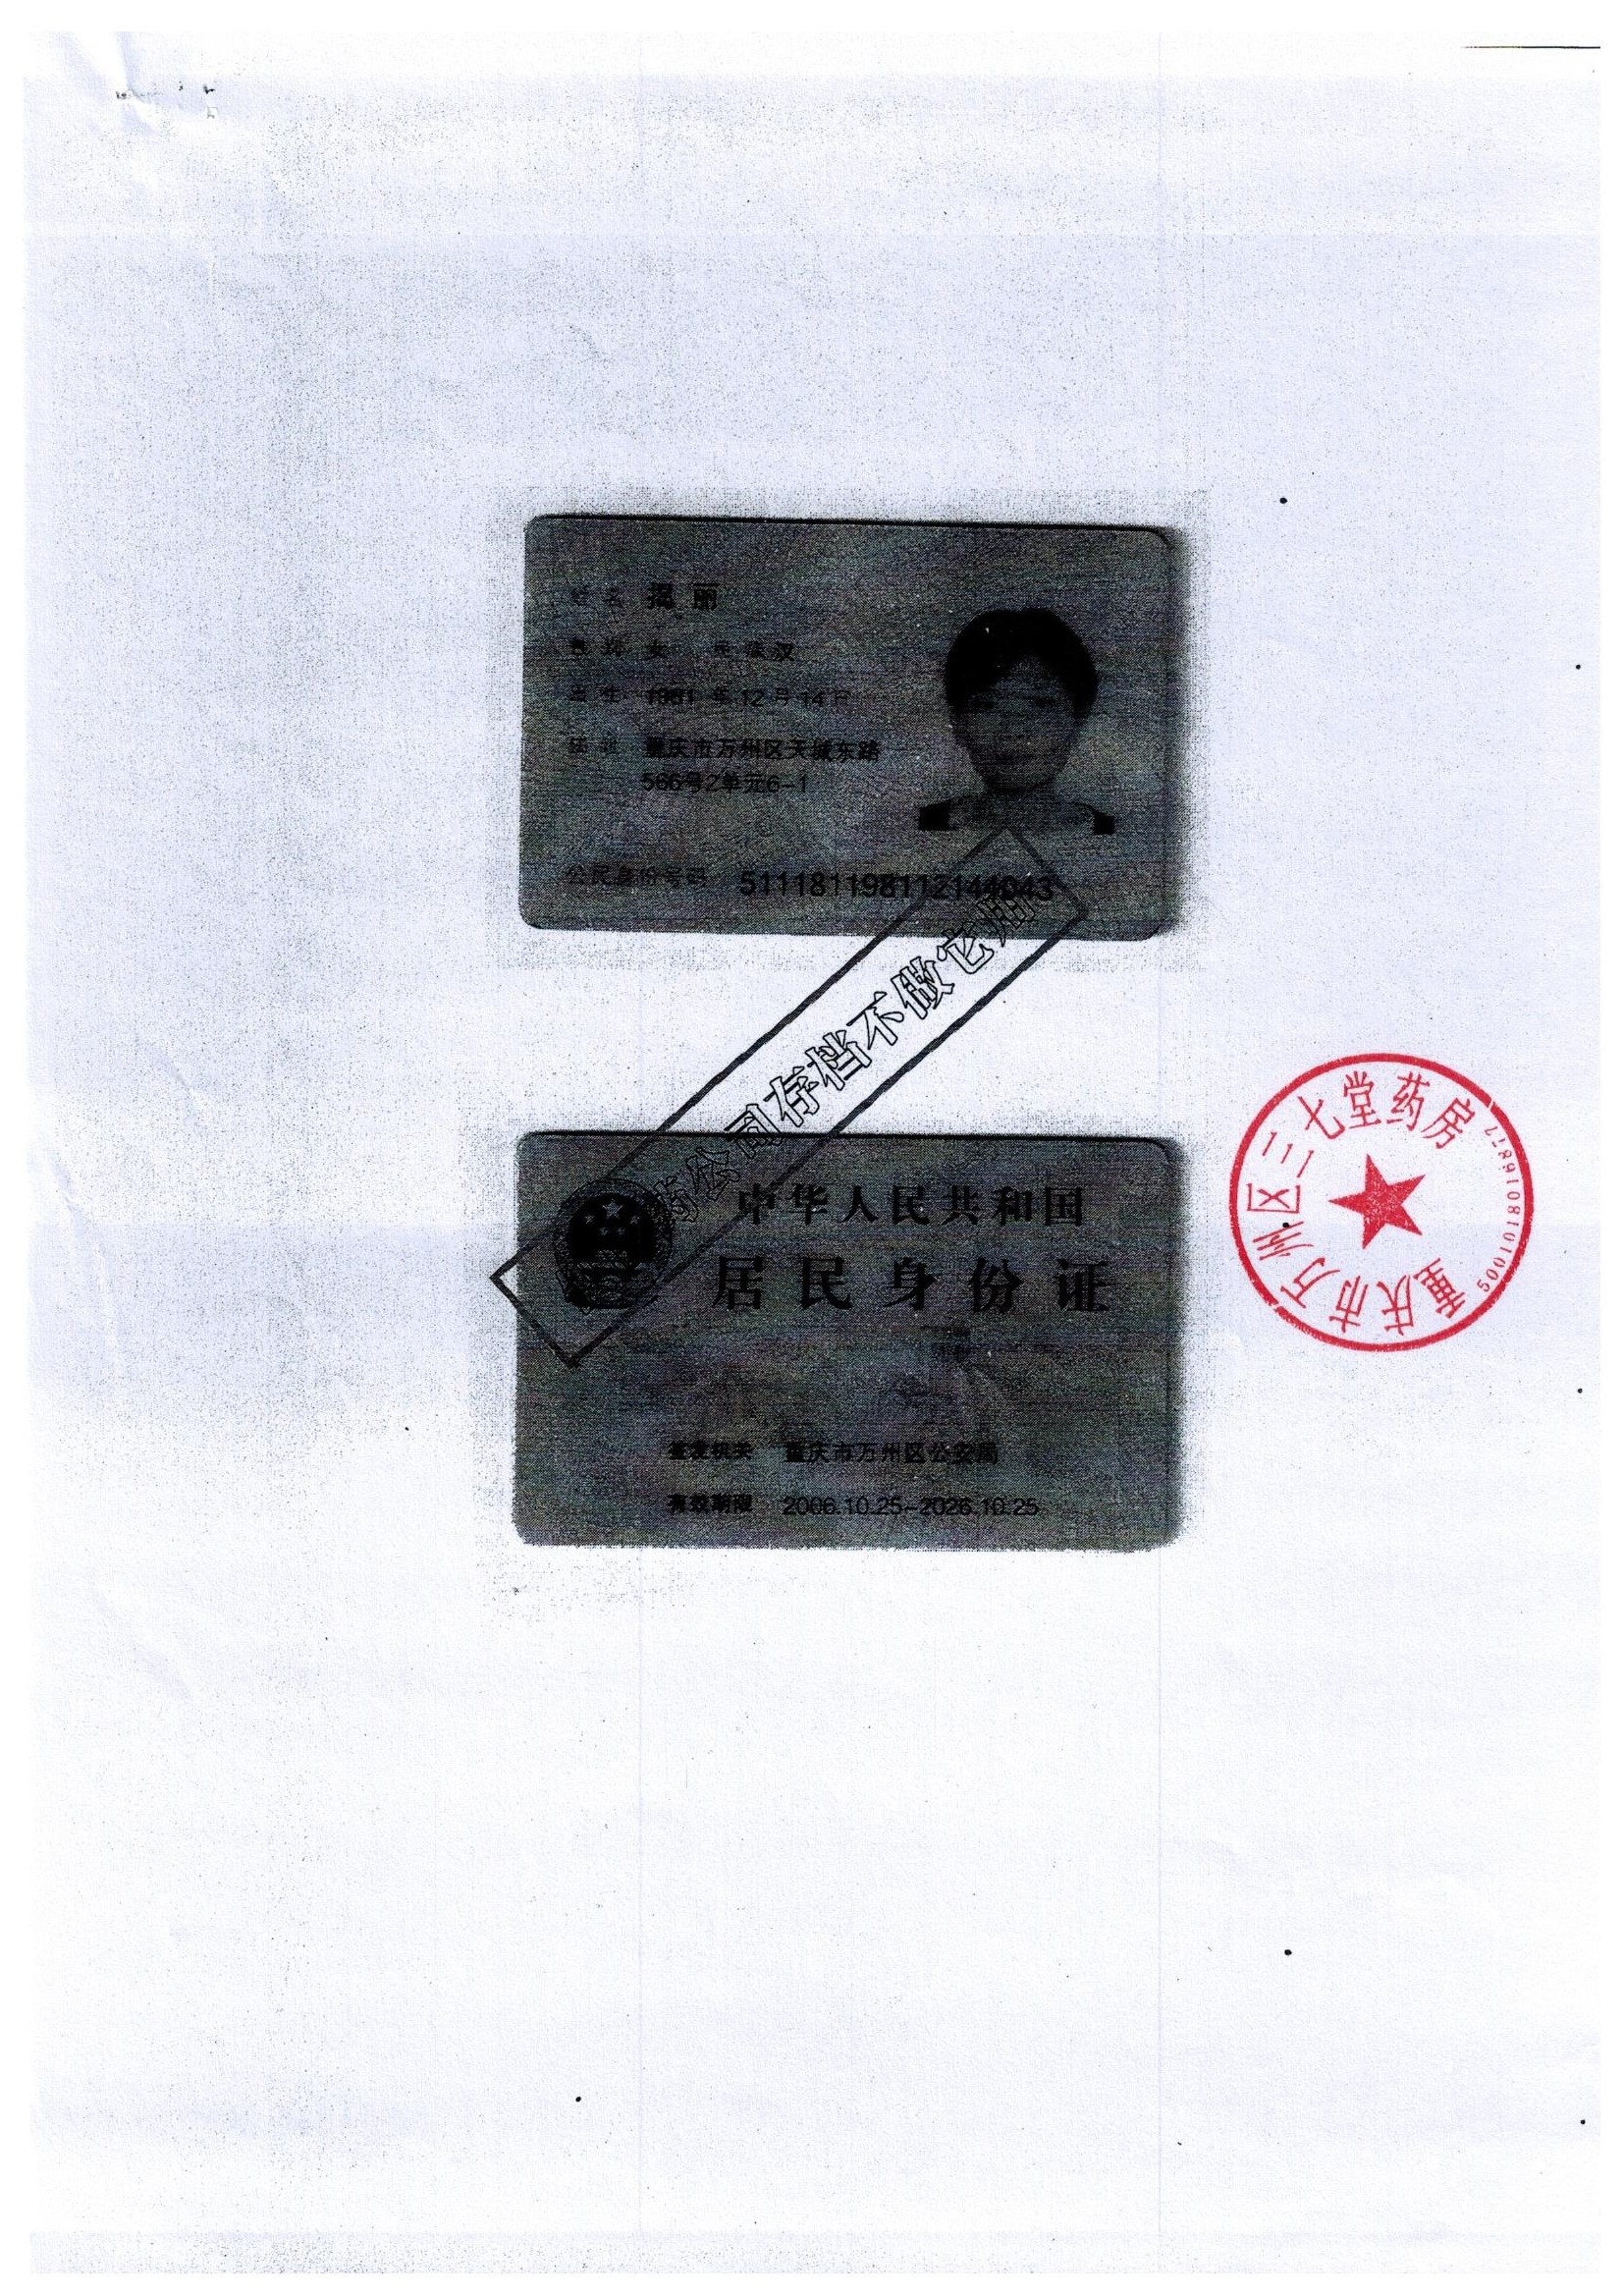 姓名 丽
性别 女 民族 汉
出生 1981 年 12 月 14 日
住址 重庆市万州区天城东路
566号2单元6-1
公民身份号码 511181198112144043
公司存档不做它用
中华人民共和国
居民身份证
签发机关 重庆市万州区公安局
有效期限 2006.10.25-2026.10.25
重庆市万州区三七堂药房